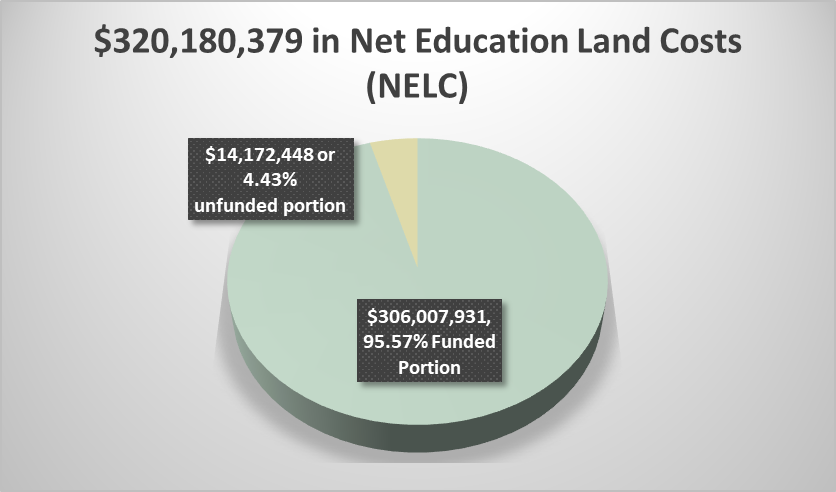 $320,180,379 in Net Education Land Costs
(NELC)
$14,172,448 or
4.43%
unfunded portion
$306,007,931,
95.57% Funded
Portion